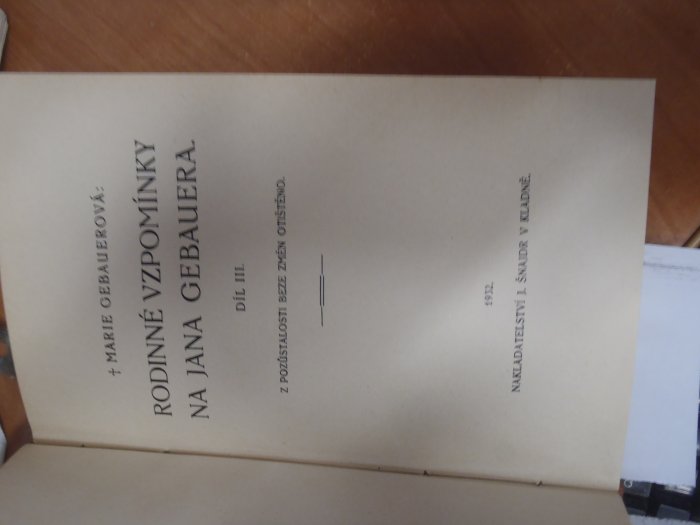 † MARIE GEBAUEROVÁ:
RODINNÉ VZPOMÍNKY
NA JANA GEBAUERA.
DÍL III.
Z POZŮSTALOSTI BEZE ZMĚN OTIŠTĚNO.
1932.
NAKLADATELSTVÍ J. ŠNAJDR V KLADNĚ.